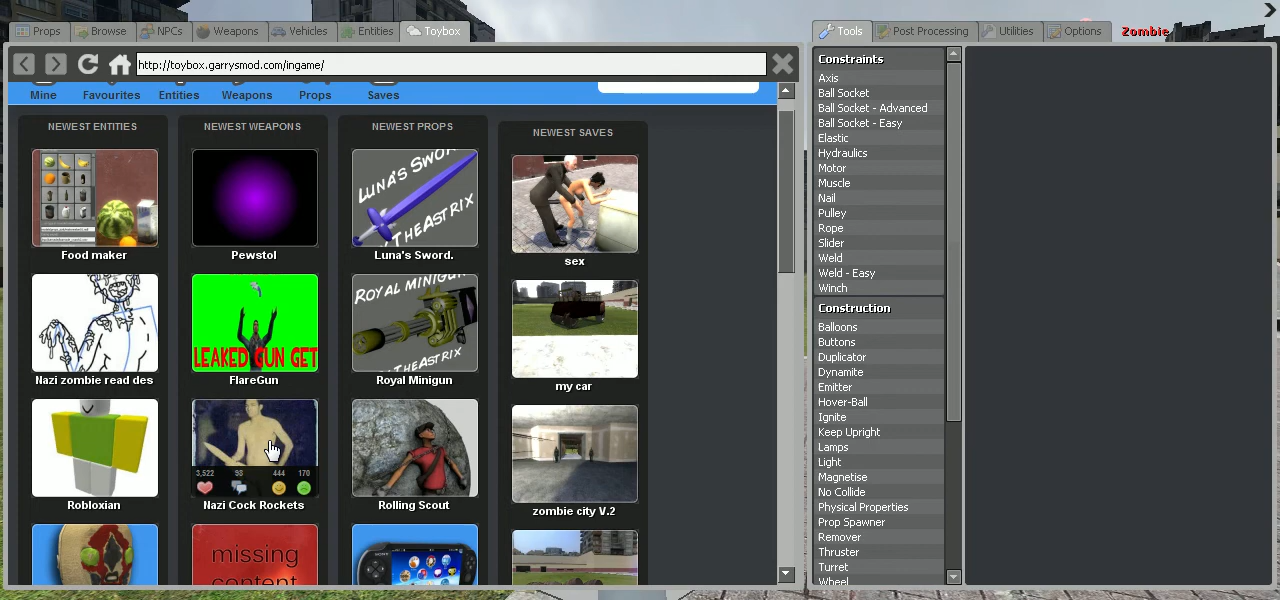 Props Browse NPCs Weapons Vehicles Entities Toybox
Tools Post Processing Utilities Options Zombie
http://toybox.garrysmod.com/ingame/
Mine Favourites Entities Weapons Props Saves
NEWEST ENTITIES NEWEST WEAPONS NEWEST PROPS NEWEST SAVES
LUNA'S SWORD
THEASTRIX
Food maker Pewstol Luna's Sword. sex
LEAKED GUN GET
ROYAL MINIGUN
THEASTRIX
Nazi zombie read des FlareGun Royal Minigun my car
3,522 93 444 170
Robloxian Nazi Cock Rockets Rolling Scout zombie city V.2
missing
content
Constraints
Axis
Ball Socket
Ball Socket - Advanced
Ball Socket - Easy
Elastic
Hydraulics
Motor
Muscle
Nail
Pulley
Rope
Slider
Weld
Weld - Easy
Winch
Construction
Balloons
Buttons
Duplicator
Dynamite
Emitter
Hover-Ball
Ignite
Keep Upright
Lamps
Light
Magnetise
No Collide
Physical Properties
Prop Spawner
Remover
Thruster
Turret
Wheel